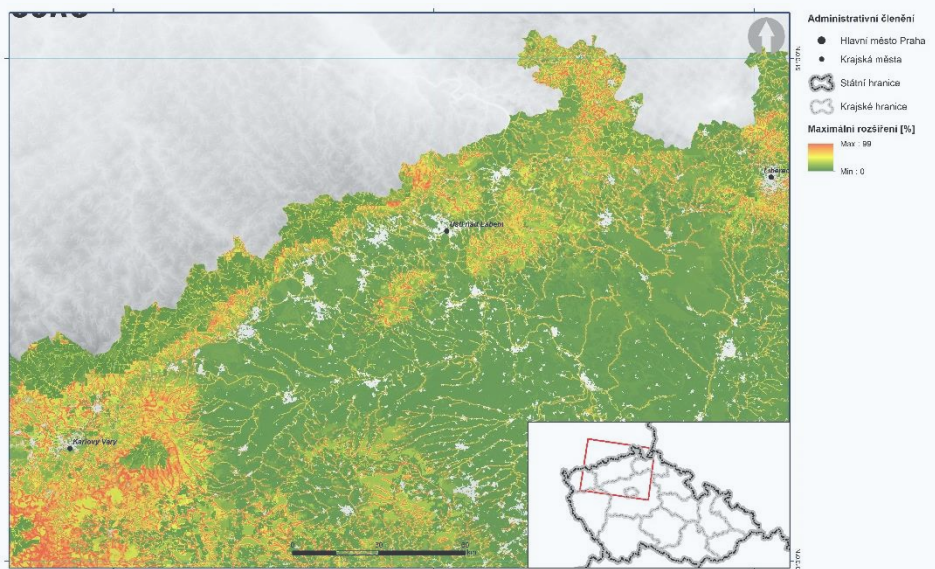 Administrativní členění
Hlavní město Praha
Krajská města
Státní hranice
Krajské hranice
Maximální rozšíření [%]
Max : 99
Min : 0
Ústí nad Labem
Karlovy Vary